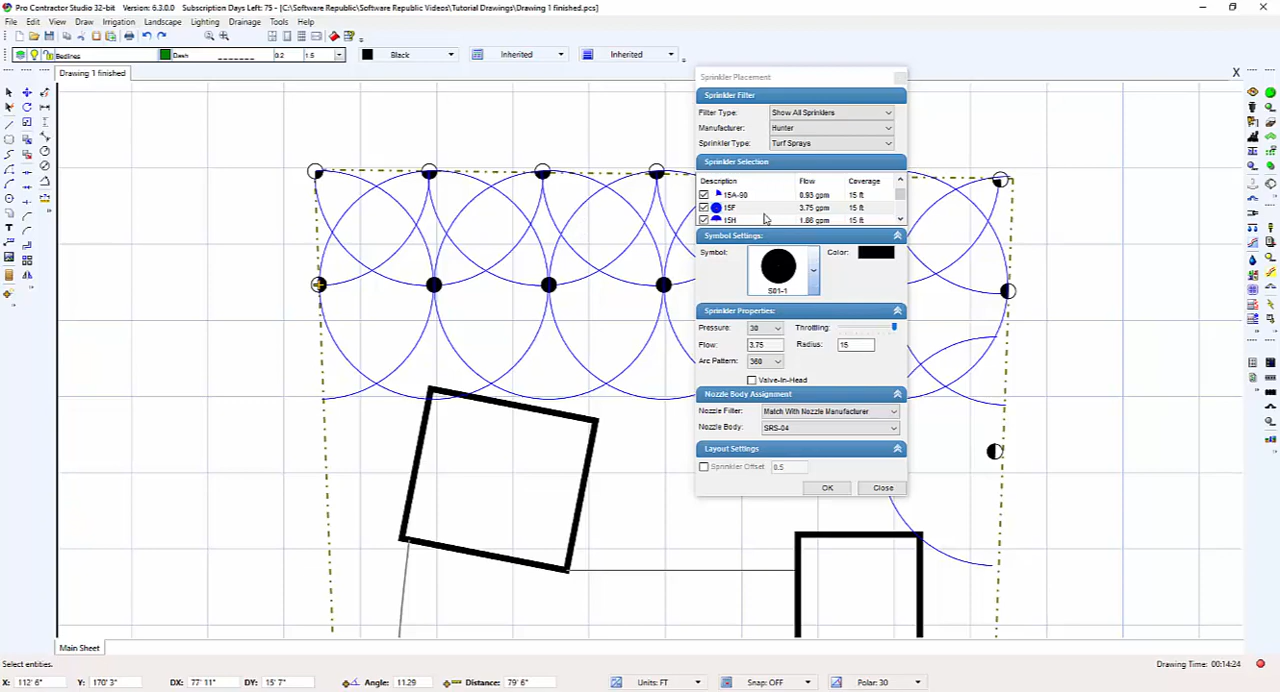 Pro Contractor Studio 32-bit Version: 6.3.0.0 Subscription Days Left: 75 - [C:\Software Republic\Software Republic Videos\Tutorial Drawings\Drawing 1 finished.pcs]
File Edit View Draw Irrigation Landscape Lighting Drainage Tools Help
Bedlines Dash 0.2 1.5 Black Inherited Inherited
Drawing 1 finished X
Sprinkler Placement
Sprinkler Filter
Filter Type: Show All Sprinklers
Manufacturer: Hunter
Sprinkler Type: Turf Sprays
Sprinkler Selection
Description Flow Coverage
15A-90 0.93 gpm 15 ft
15F 3.75 gpm 15 ft
15H 1.88 gpm 15 ft
Symbol Settings:
Symbol: Color:
S01-1
Sprinkler Properties:
Pressure: 30 Throttling:
Flow: 3.75 Radius: 15
Arc Pattern: 360
Valve-In-Head
Nozzle Body Assignment
Nozzle Filter: Match With Nozzle Manufacturer
Nozzle Body: SRS-04
Layout Settings
Sprinkler Offset 0.5
OK Close
Main Sheet
Select entities. Drawing Time: 00:14:24
X: 112' 6" Y: 170' 3" DX: 77' 11" DY: 15' 7" Angle: 11.29 Distance: 79' 6" Units: FT Snap: OFF Polar: 30